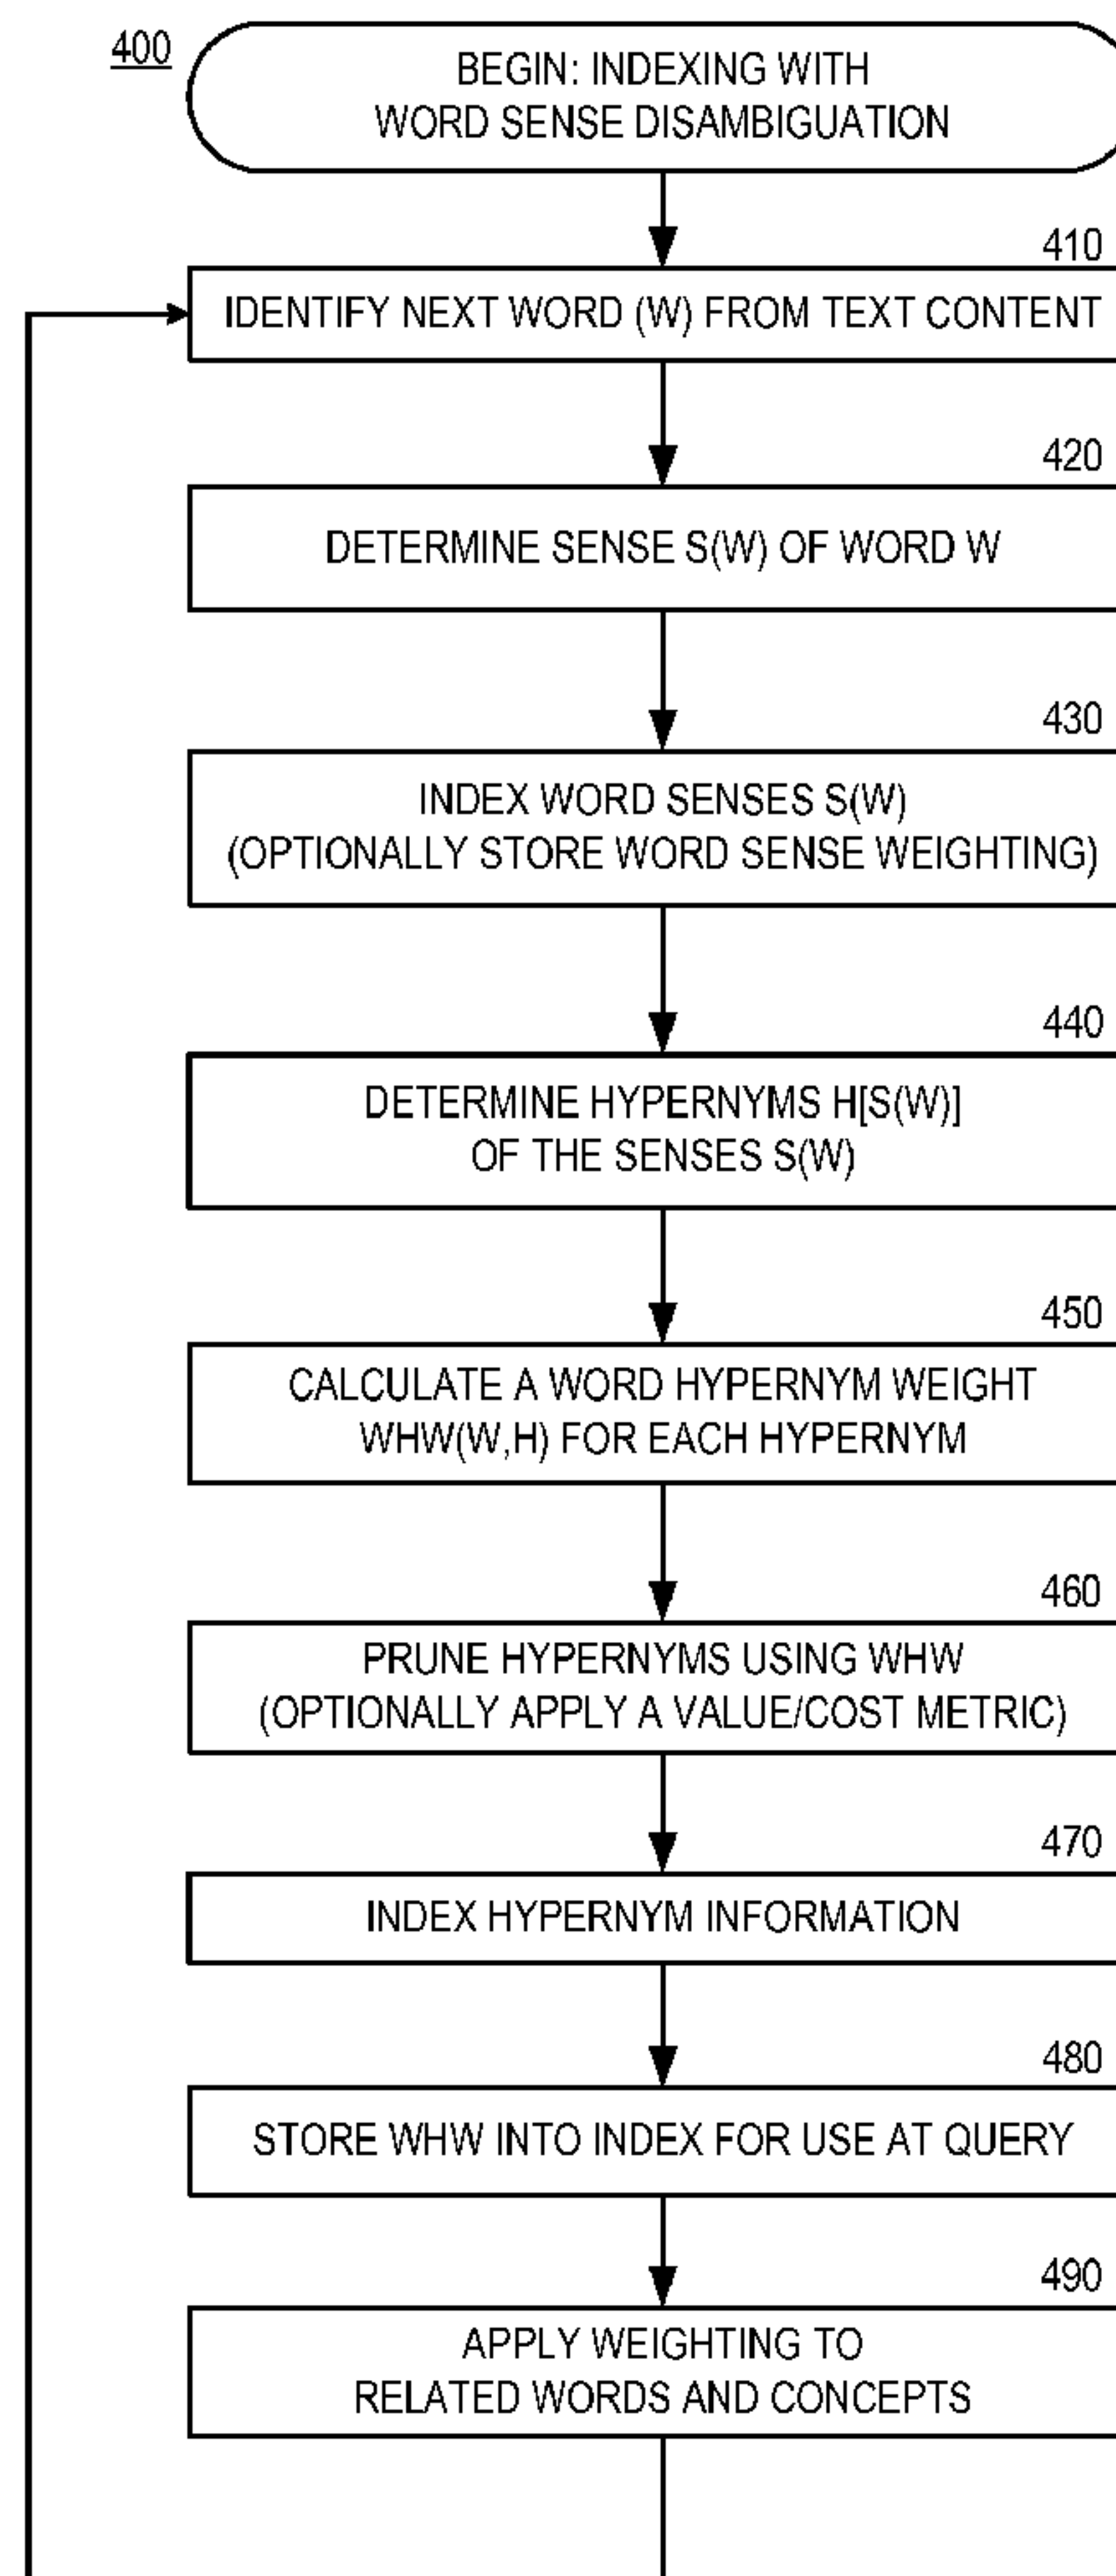 400
BEGIN: INDEXING WITH
WORD SENSE DISAMBIGUATION
410
IDENTIFY NEXT WORD (W) FROM TEXT CONTENT
420
DETERMINE SENSE S(W) OF WORD W
430
INDEX WORD SENSES S(W)
(OPTIONALLY STORE WORD SENSE WEIGHTING)
440
DETERMINE HYPERNYMS H[S(W)]
OF THE SENSES S(W)
450
CALCULATE A WORD HYPERNYM WEIGHT
WHW(W,H) FOR EACH HYPERNYM
460
PRUNE HYPERNYMS USING WHW
(OPTIONALLY APPLY A VALUE/COST METRIC)
470
INDEX HYPERNYM INFORMATION
480
STORE WHW INTO INDEX FOR USE AT QUERY
490
APPLY WEIGHTING TO
RELATED WORDS AND CONCEPTS